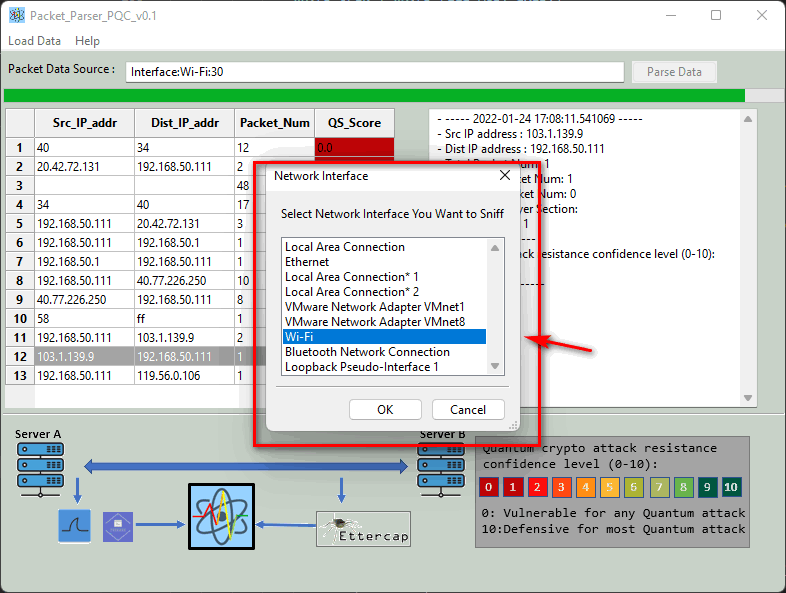 Packet_Parser_PQC_v0.1
Load Data Help
Packet Data Source : Interface:Wi-Fi:30 Parse Data
Src_IP_addr Dist_IP_addr Packet_Num QS_Score
1 40 34 12 0.0
2 20.42.72.131 192.168.50.111 2
3 48
4 34 40 17
5 192.168.50.111 20.42.72.131 3
6 192.168.50.111 192.168.50.1 1
7 192.168.50.1 192.168.50.111 1
8 192.168.50.111 40.77.226.250 10
9 40.77.226.250 192.168.50.111 8
10 58 ff 1
11 192.168.50.111 103.1.139.9 2
12 103.1.139.9 192.168.50.111 1
13 192.168.50.111 119.56.0.106 1
- ----- 2022-01-24 17:08:11.541069 -----
- Src IP address : 103.1.139.9
- Dist IP address : 192.168.50.111
Num: 1
Num: 1
Num: 0
Section:
1
resistance confidence level (0-10):
Network Interface
Select Network Interface You Want to Sniff
Local Area Connection
Ethernet
Local Area Connection* 1
Local Area Connection* 2
VMware Network Adapter VMnet1
VMware Network Adapter VMnet8
Wi-Fi
Bluetooth Network Connection
Loopback Pseudo-Interface 1
OK Cancel
Server A
Server B
Ettercap
Quantum crypto attack resistance
confidence level (0-10):
0 1 2 3 4 5 6 7 8 9 10
0: Vulnerable for any Quantum attack
10:Defensive for most Quantum attack